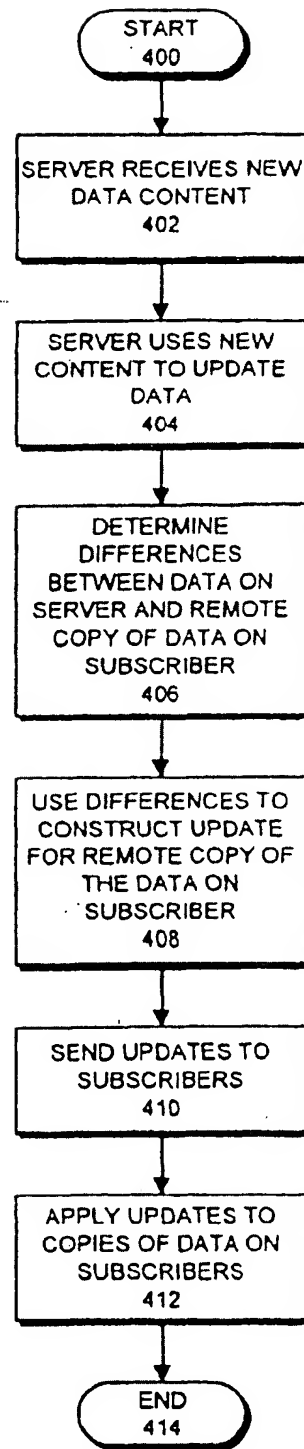 START
400
SERVER RECEIVES NEW
DATA CONTENT
402
SERVER USES NEW
CONTENT TO UPDATE
DATA
404
DETERMINE
DIFFERENCES
BETWEEN DATA ON
SERVER AND REMOTE
COPY OF DATA ON
SUBSCRIBER
406
USE DIFFERENCES TO
CONSTRUCT UPDATE
FOR REMOTE COPY OF
THE DATA ON
SUBSCRIBER
408
SEND UPDATES TO
SUBSCRIBERS
410
APPLY UPDATES TO
COPIES OF DATA ON
SUBSCRIBERS
412
END
414